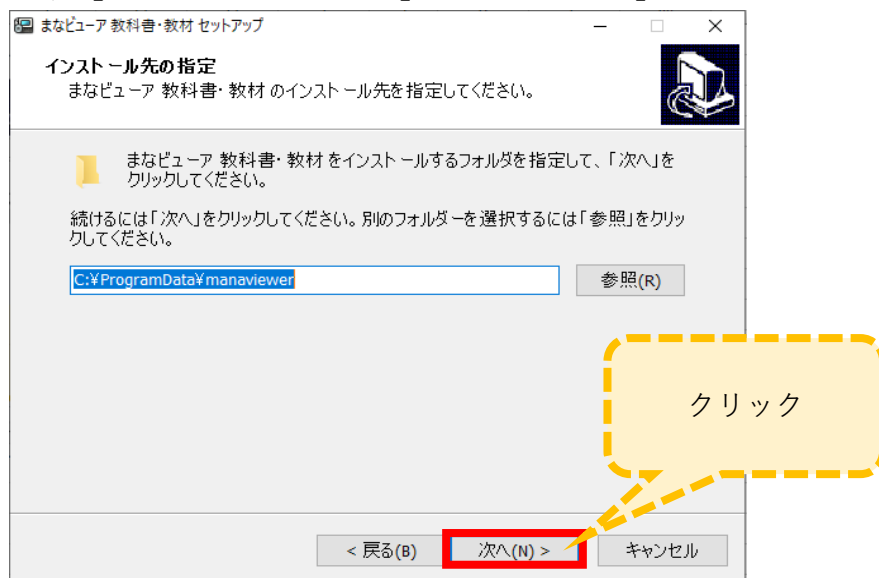 まなビューア 教科書・教材 セットアップ
インストール先の指定
まなビューア 教科書・教材 のインストール先を指定してください。
まなビューア 教科書・教材 をインストールするフォルダを指定して、「次へ」を
クリックしてください。
続けるには「次へ」をクリックしてください。別のフォルダーを選択するには「参照」をクリッ
クしてください。
C:¥ProgramData¥manaviewer
参照(R)
クリック
< 戻る(B)
次へ(N) >
キャンセル